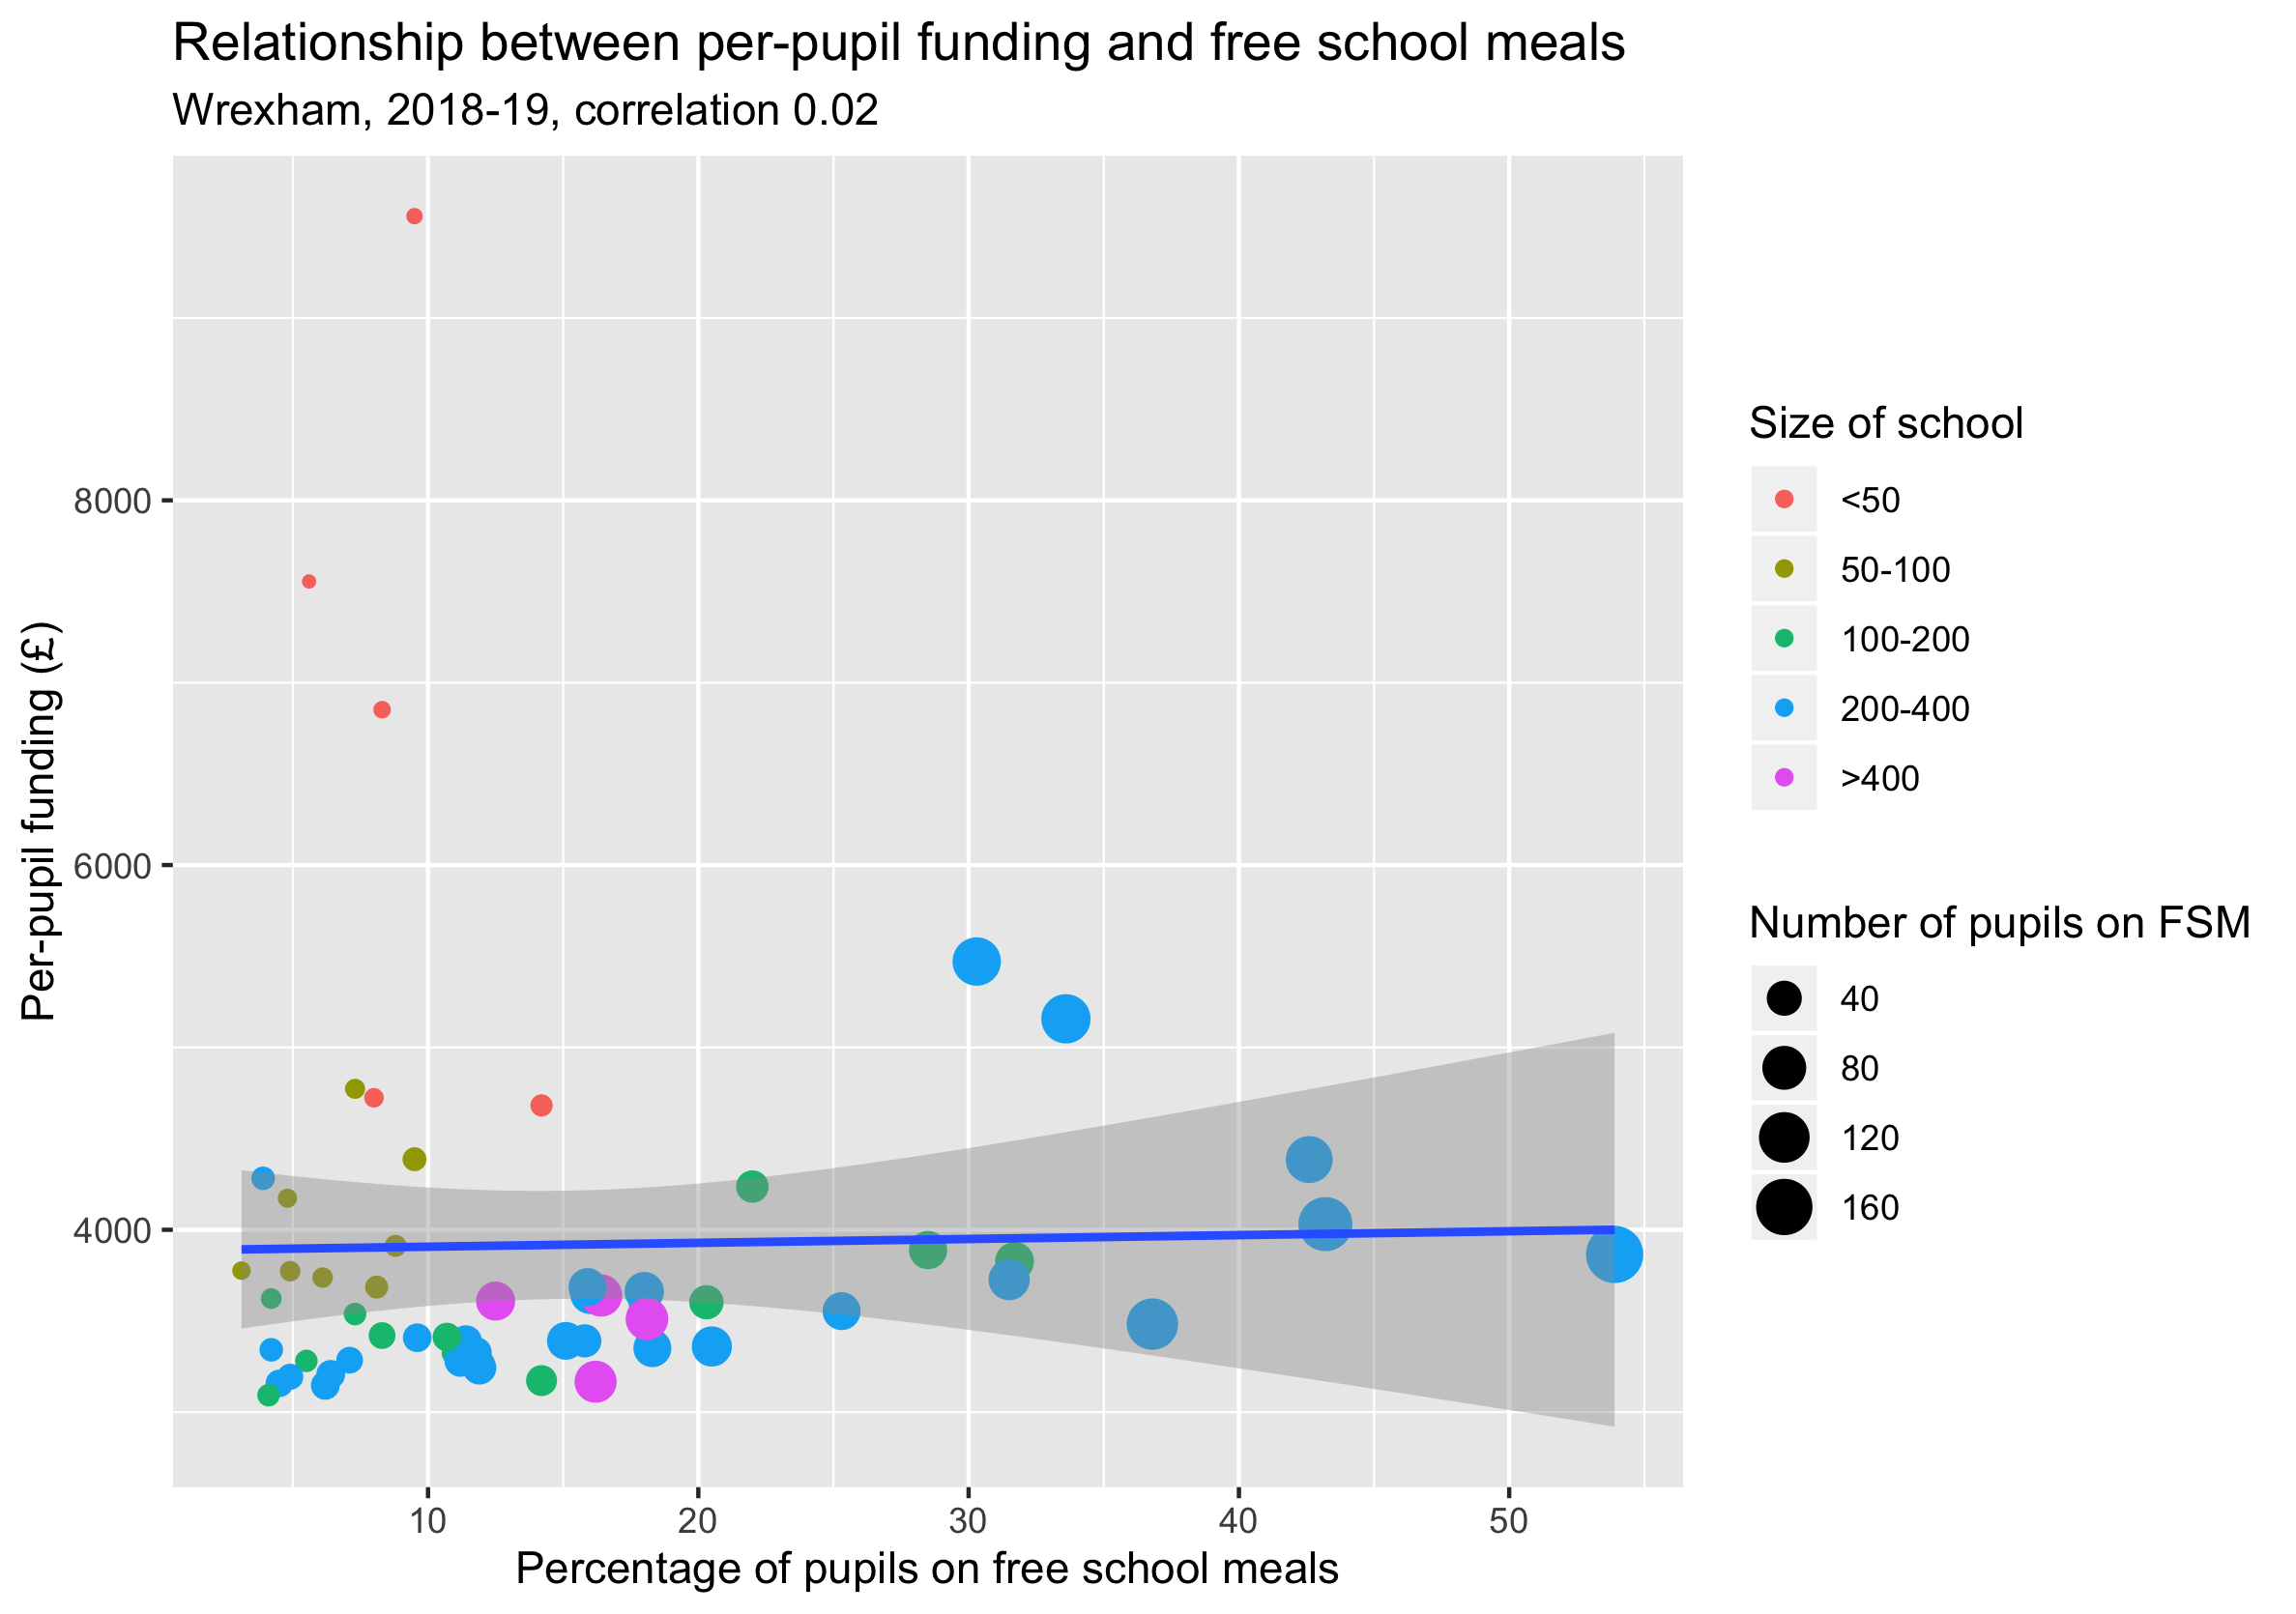 Relationship between per-pupil funding and free school meals
Wrexham, 2018-19, correlation 0.02
Per-pupil funding (£)
8000
6000
4000
10
20
30
40
50
Percentage of pupils on free school meals
Size of school
<50
50-100
100-200
200-400
>400
Number of pupils on FSM
40
80
120
160